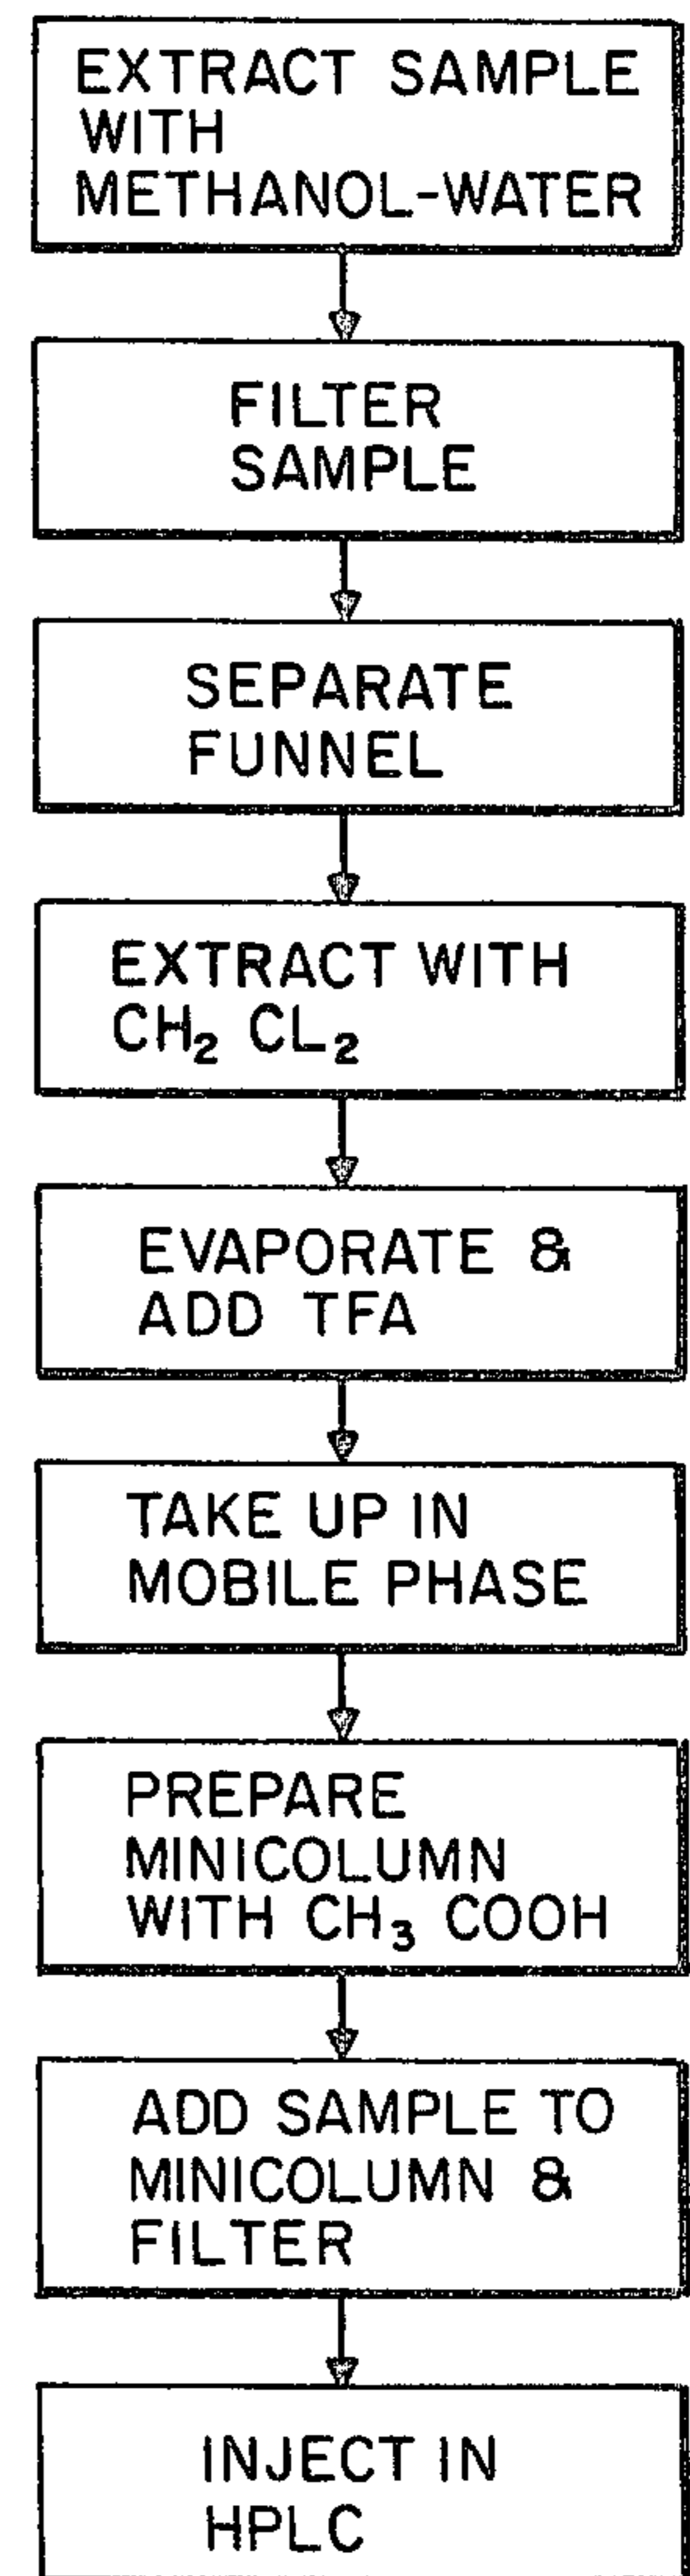 EXTRACT SAMPLE
WITH
METHANOL-WATER
FILTER
SAMPLE
SEPARATE
FUNNEL
EXTRACT WITH
CH₂ CL₂
EVAPORATE &
ADD TFA
TAKE UP IN
MOBILE PHASE
PREPARE
MINICOLUMN
WITH CH₃ COOH
ADD SAMPLE TO
MINICOLUMN &
FILTER
INJECT IN
HPLC